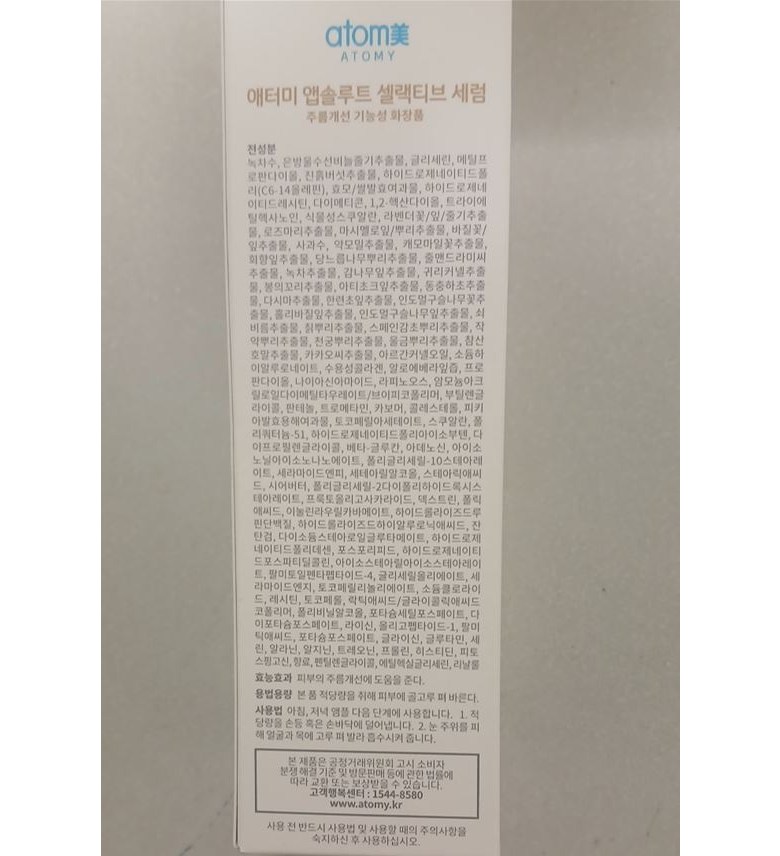 atom美
ATOMY
애터미 앱솔루트 셀랙티브 세럼
주름개선 기능성 화장품
전성분
녹차수, 은방울수선비늘줄기추출물, 글리세린, 메틸프
로판다이올, 진흙버섯추출물, 하이드로제네이티드폴
리(C6-14올레핀), 효모/쌀발효여과물, 하이드로제네
이티드레시틴, 다이메티콘, 1,2-헥산다이올, 트라이에
틸헥사노인, 식물성스쿠알란, 라벤더꽃/잎/줄기추출
물, 로즈마리추출물, 마시멜로잎/뿌리추출물, 바질꽃/
잎추출물, 사과수, 약모밀추출물, 캐모마일꽃추출물,
회향잎추출물, 당느릅나무뿌리추출물, 줄맨드라미씨
추출물, 녹차추출물, 감나무잎추출물, 귀리커넬추출
물, 봉의꼬리추출물, 아티초크잎추출물, 동충하초추출
물, 다시마추출물, 한련초잎추출물, 인도멀구슬나무꽃추
출물, 홀리바질잎추출물, 인도멀구슬나무잎추출물, 쇠
비름추출물, 칡뿌리추출물, 스페인감초뿌리추출물, 작
약뿌리추출물, 천궁뿌리추출물, 울금뿌리추출물, 참산
호말추출물, 카카오씨추출물, 아르간커넬오일, 소듐하
이알루로네이트, 수용성콜라겐, 알로에베라잎즙, 프로
판다이올, 나이아신아마이드, 라피노오스, 암모늄아크
릴로일다이메틸타우레이트/브이피코폴리머, 부틸렌글
라이콜, 판테놀, 트로메타민, 카보머, 콜레스테롤, 피키
아발효용해여과물, 토코페릴아세테이트, 스쿠알란, 폴
리쿼터늄-51, 하이드로제네이티드폴리아이소부텐, 다
이프로필렌글라이콜, 베타-글루칸, 아데노신, 아이소
노닐아이소노나노에이트, 폴리글리세릴-10스테아레
이트, 세라마이드엔피, 세테아릴알코올, 스테아릭애씨
드, 시어버터, 폴리글리세릴-2다이폴리하이드록시스
테아레이트, 프룩토올리고사카라이드, 덱스트린, 폴릭
애씨드, 이눌린라우릴카바메이트, 하이드롤라이즈드루
핀단백질, 하이드롤라이즈드하이알루로닉애씨드, 잔
탄검, 다이소듐스테아로일글루타메이트, 하이드로제
네이티드폴리데센, 포스포리피드, 하이드로제네이티
드포스파티딜콜린, 아이소스테아릴아이소스테아레이
트, 팔미토일펜타펩타이드-4, 글리세릴올리에이트, 세
라마이드엔지, 토코페릴리놀리에이트, 소듐클로라이
드, 레시틴, 토코페롤, 락틱애씨드/글라이콜릭애씨드
코폴리머, 폴리비닐알코올, 포타슘세틸포스페이트, 다
이포타슘포스페이트, 라이신, 올리고펩타이드-1, 팔미
틱애씨드, 포타슘포스페이트, 글라이신, 글루타민, 세
린, 알라닌, 알지닌, 트레오닌, 프롤린, 히스티딘, 피토
스핑고신, 향료, 펜틸렌글라이콜, 에틸헥실글리세린, 리날룰
효능효과 피부의 주름개선에 도움을 준다.
용법용량 본 품 적당량을 취해 피부에 골고루 펴 바른다.
사용법 아침, 저녁 앰플 다음 단계에 사용합니다. 1. 적
당량을 손등 혹은 손바닥에 덜어냅니다. 2. 눈 주위를 피
해 얼굴과 목에 고루 펴 발라 흡수시켜 줍니다.
본 제품은 공정거래위원회 고시 소비자
분쟁 해결 기준 및 방문판매 등에 관한 법률에
따라 교환 또는 보상받을 수 있습니다.
고객행복센터 : 1544-8580
www.atomy.kr
사용 전 반드시 사용법 및 사용할 때의 주의사항을
숙지하신 후 사용하십시오.